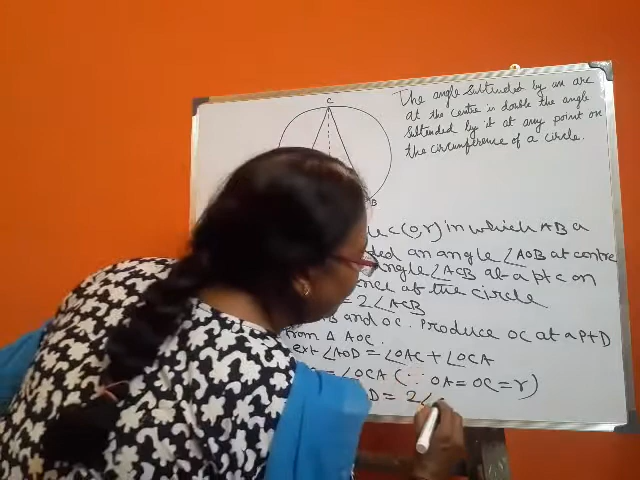 C
The angle subtended by an arc
at the centre is double the angle
subtended by it at any point on
the circumference of a circle.
B
C(O,r) in which AB a
ded an angle ∠AOB at centre
angle ∠ACB at a pt C on
nce of the circle
= 2∠ACB
B and OC. Produce OC at a pt D
from Δ AOC.
ext ∠AOD = ∠OAC + ∠OCA
= ∠OCA (∵ OA = OC = r)
D = 2∠